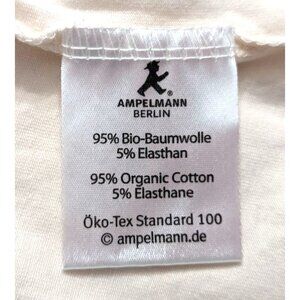 ®
AMPELMANN
BERLIN
95% Bio-Baumwolle
5% Elasthan
95% Organic Cotton
5% Elasthane
Öko-Tex Standard 100
© ampelmann.de